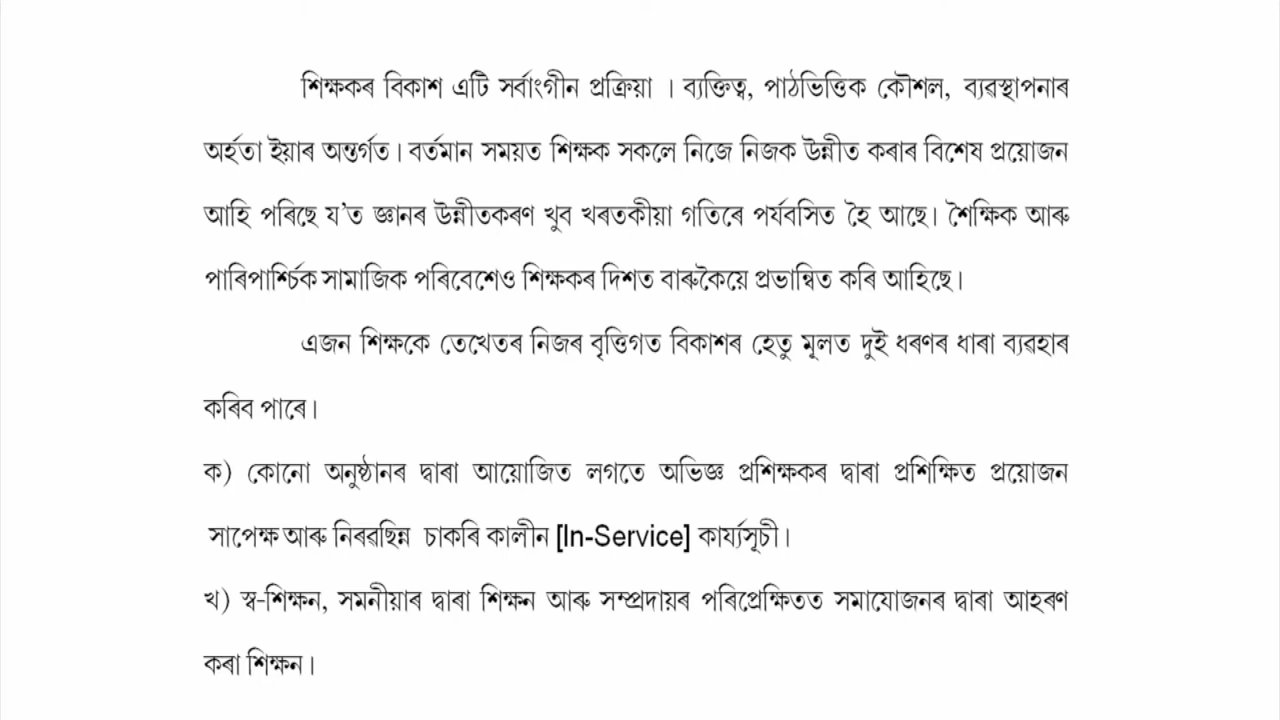 শিক্ষকৰ বিকাশ এটি সৰ্বাংগীন প্ৰক্ৰিয়া । ব্যক্তিত্ব, পাঠভিত্তিক কৌশল, ব্যৱস্থাপনাৰ
অৰ্হতা ইয়াৰ অন্তৰ্গত। বৰ্তমান সময়ত শিক্ষক সকলে নিজে নিজক উন্নীত কৰাৰ বিশেষ প্ৰয়োজন
আহি পৰিছে য'ত জ্ঞানৰ উন্নীতকৰণ খুব খৰতকীয়া গতিৰে পৰ্যবসিত হৈ আছে। শৈক্ষিক আৰু
পাৰিপাৰ্শ্চিক সামাজিক পৰিবেশেও শিক্ষকৰ দিশত বাৰুকৈয়ে প্ৰভান্বিত কৰি আহিছে।
এজন শিক্ষকে তেখেতৰ নিজৰ বৃত্তিগত বিকাশৰ হেতু মূলত দুই ধৰণৰ ধাৰা ব্যৱহাৰ
কৰিব পাৰে।
ক) কোনো অনুষ্ঠানৰ দ্বাৰা আয়োজিত লগতে অভিজ্ঞ প্ৰশিক্ষকৰ দ্বাৰা প্ৰশিক্ষিত প্ৰয়োজন
সাপেক্ষ আৰু নিৰৱছিন্ন চাকৰি কালীন [In-Service] কাৰ্য্যসূচী।
খ) স্ব-শিক্ষন, সমনীয়াৰ দ্বাৰা শিক্ষন আৰু সম্প্ৰদায়ৰ পৰিপ্ৰেক্ষিতত সমাযোজনৰ দ্বাৰা আহৰণ
কৰা শিক্ষন।